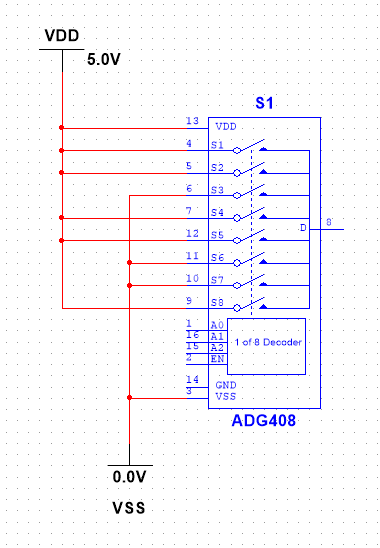 VDD
5.0V
S1
13 VDD
4 S1
5 S2
6 S3
7 S4
D 8
12 S5
11 S6
10 S7
9 S8
1 A0
16 A1
1 of 8 Decoder
15 A2
2 EN
14 GND
3 VSS
ADG408
0.0V
VSS